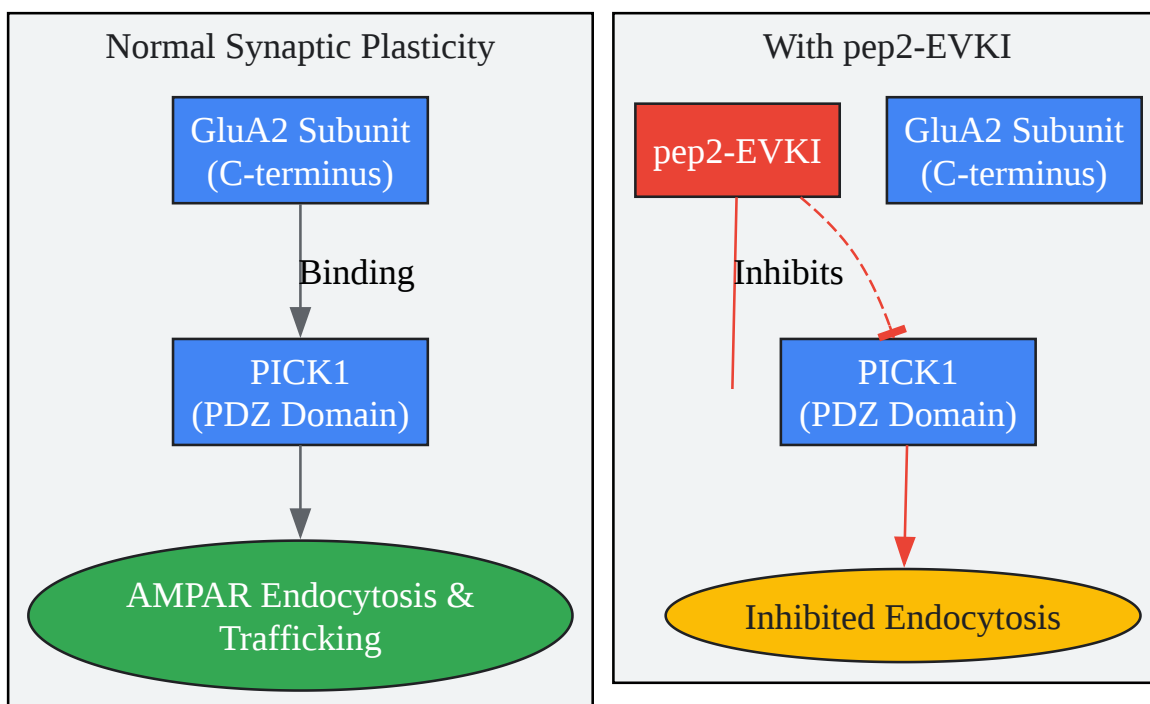 Normal Synaptic Plasticity
GluA2 Subunit
(C-terminus)
Binding
PICK1
(PDZ Domain)
AMPAR Endocytosis &
Trafficking
With pep2-EVKI
pep2-EVKI
GluA2 Subunit
(C-terminus)
Inhibits
PICK1
(PDZ Domain)
Inhibited Endocytosis